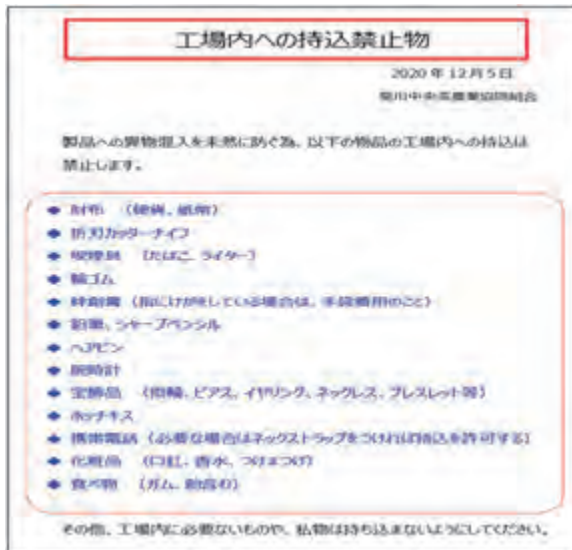 工場内への持込禁止物
2020年12月5日
菊川中央茶農業協同組合
製品への異物混入を未然に防ぐ為、以下の物品の工場内への持込は
禁止します。
◆ 財布 （硬貨、紙幣）
◆ 折刃カッターナイフ
◆ 喫煙具 （たばこ、ライター）
◆ 輪ゴム
◆ 絆創膏 （指にけがをしている場合は、手袋着用のこと）
◆ 鉛筆、シャープペンシル
◆ ヘアピン
◆ 腕時計
◆ 宝飾品 （指輪、ピアス、イヤリング、ネックレス、ブレスレット等）
◆ ホッチキス
◆ 携帯電話 （必要な場合はネックストラップをつければ持込を許可する）
◆ 化粧品 （口紅、香水、つけまつげ）
◆ 食べ物 （ガム、飴含む）
その他、工場内に必要ないものや、私物は持ち込まないようにしてください。